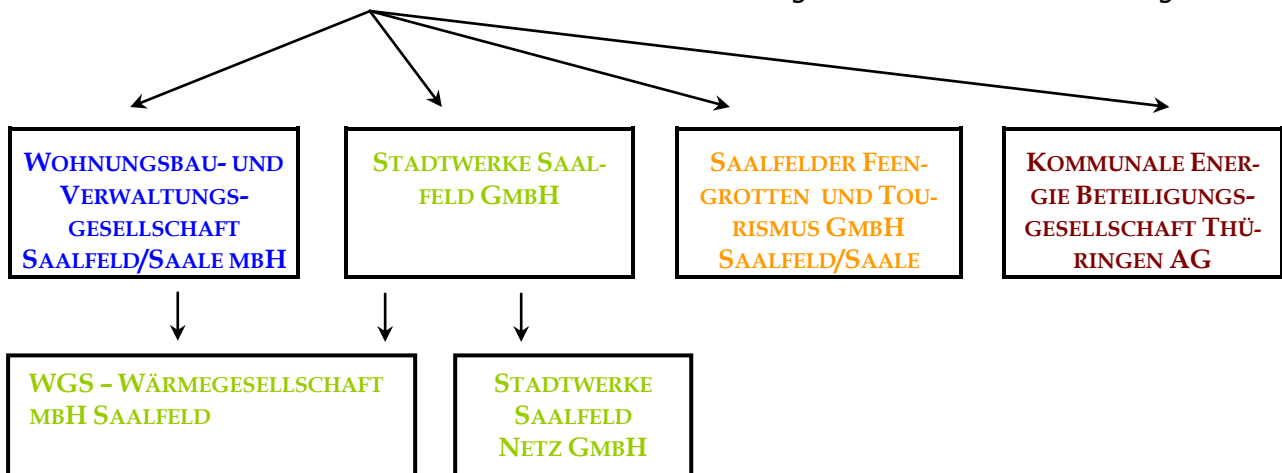 WOHNUNGSBAU- UND
VERWALTUNGS-
GESELLSCHAFT
SAALFELD/SAALE MBH
STADTWERKE SAAL-
FELD GMBH
SAALFELDER FEEN-
GROTTEN UND TOU-
RISMUS GMBH
SAALFELD/SAALE
KOMMUNALE ENER-
GIE BETEILIGUNGS-
GESELLSCHAFT THÜ-
RINGEN AG
WGS – WÄRMEGESELLSCHAFT
MBH SAALFELD
STADTWERKE
SAALFELD
NETZ GMBH